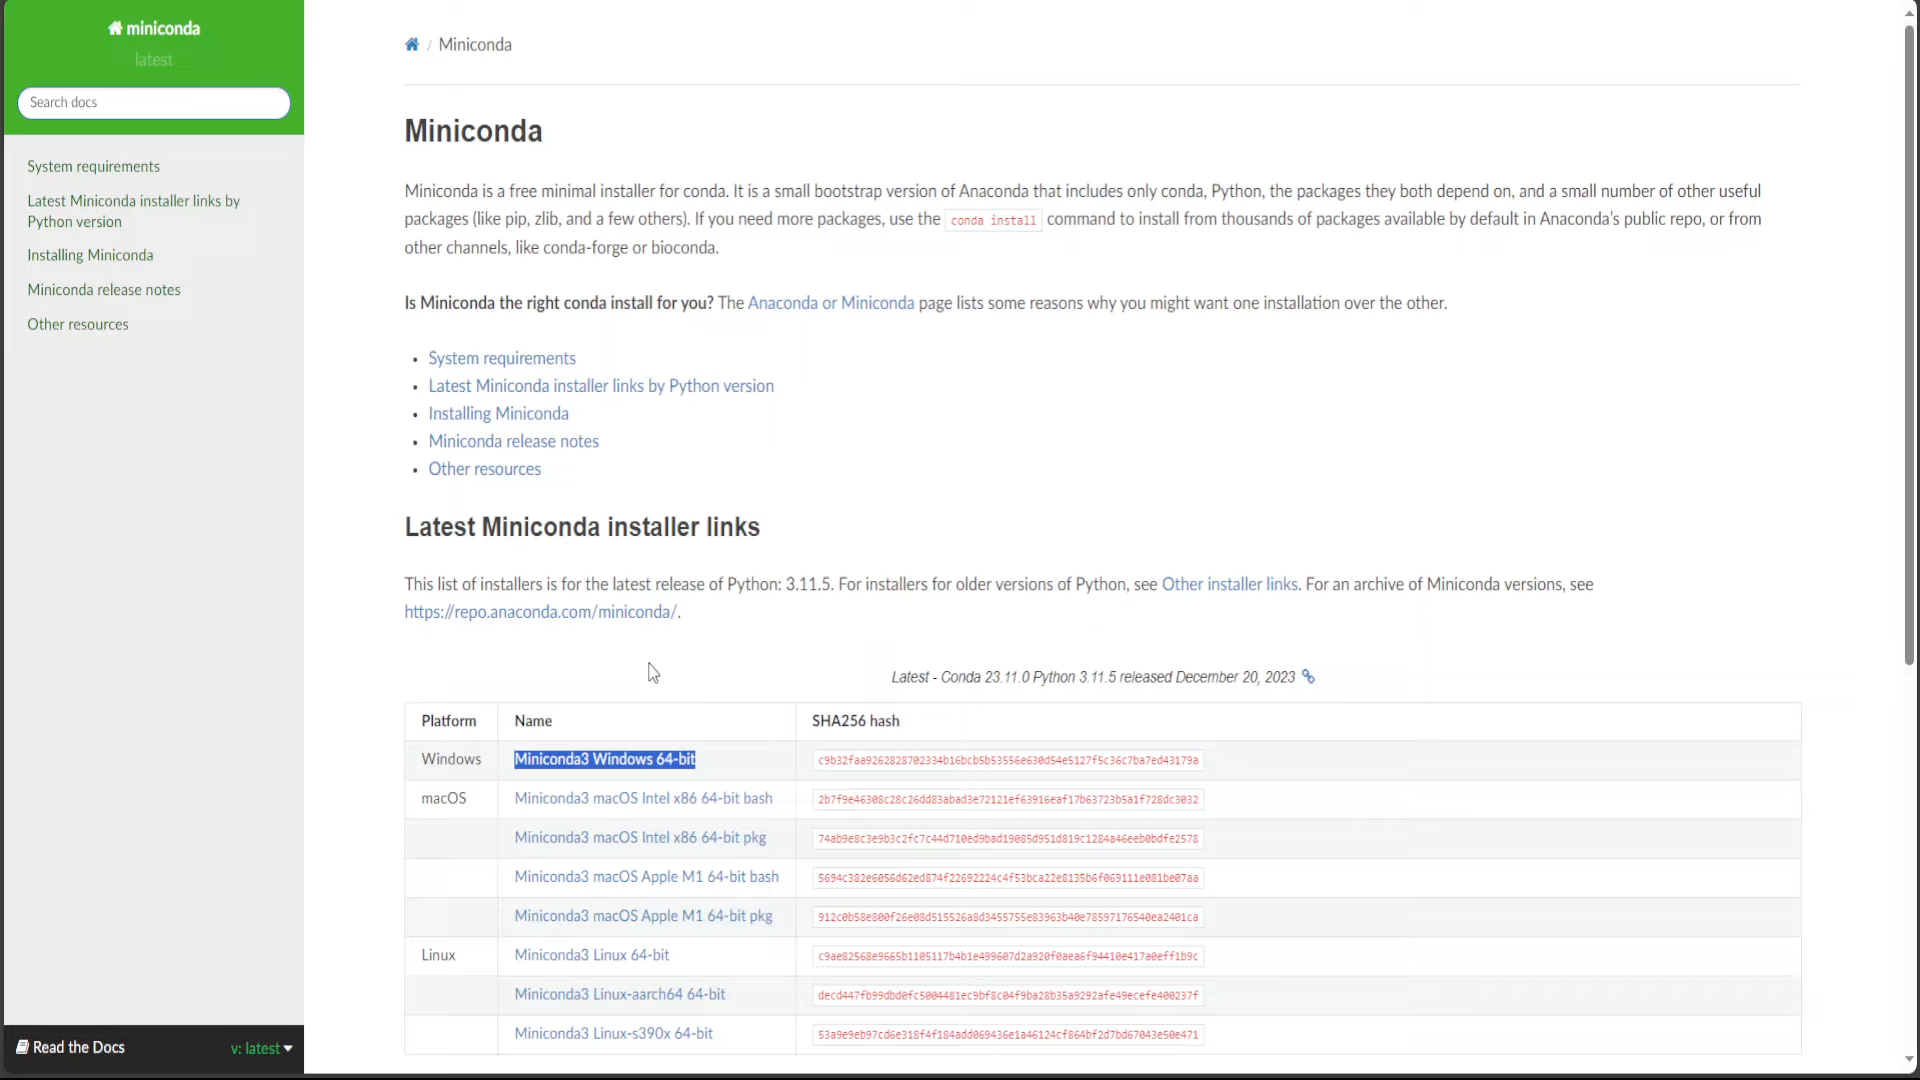 miniconda
latest
Search docs
System requirements
Latest Miniconda installer links by
Python version
Installing Miniconda
Miniconda release notes
Other resources
Read the Docs
v: latest
/ Miniconda
Miniconda
Miniconda is a free minimal installer for conda. It is a small bootstrap version of Anaconda that includes only conda, Python, the packages they both depend on, and a small number of other useful
packages (like pip, zlib, and a few others). If you need more packages, use the conda install command to install from thousands of packages available by default in Anaconda's public repo, or from
other channels, like conda-forge or bioconda.
Is Miniconda the right conda install for you? The Anaconda or Miniconda page lists some reasons why you might want one installation over the other.
• System requirements
• Latest Miniconda installer links by Python version
• Installing Miniconda
• Miniconda release notes
• Other resources
Latest Miniconda installer links
This list of installers is for the latest release of Python: 3.11.5. For installers for older versions of Python, see Other installer links. For an archive of Miniconda versions, see
https://repo.anaconda.com/miniconda/.
Latest - Conda 23.11.0 Python 3.11.5 released December 20, 2023
Platform Name SHA256 hash
Windows Miniconda3 Windows 64-bit c9b32faa9262828702334b16bcb5b53556e630d54e5127f5c36c7ba7ed43179a
macOS Miniconda3 macOS Intel x86 64-bit bash 2b7f9e46308c28c26dd83abad3e72121ef63916eaf17b63723b5a1f728dc3032
Miniconda3 macOS Intel x86 64-bit pkg 74ab9e8c3e9b3c2fc7c44d710ed9bad19085d951d819c1284a46eeb0bdfe2578
Miniconda3 macOS Apple M1 64-bit bash 5694c382e6056d62ed874f22692224c4f53bca22e8135b6f069111e081be07aa
Miniconda3 macOS Apple M1 64-bit pkg 912c0b58e800f26e08d515526a8d3455755e83963b40e78597176540ea2401ca
Linux Miniconda3 Linux 64-bit c9ae82568e9665b1105117b4b1e499607d2a920f0aea6f94410e417a0eff1b9c
Miniconda3 Linux-aarch64 64-bit decd447fb99dbd0fc5004481ec9bf8c04f9ba28b35a9292afe49ecefe400237f
Miniconda3 Linux-s390x 64-bit 53a9e9eb97cd6e318f4f184add069436e1a46124cf864bf2d7bd67043e50e471